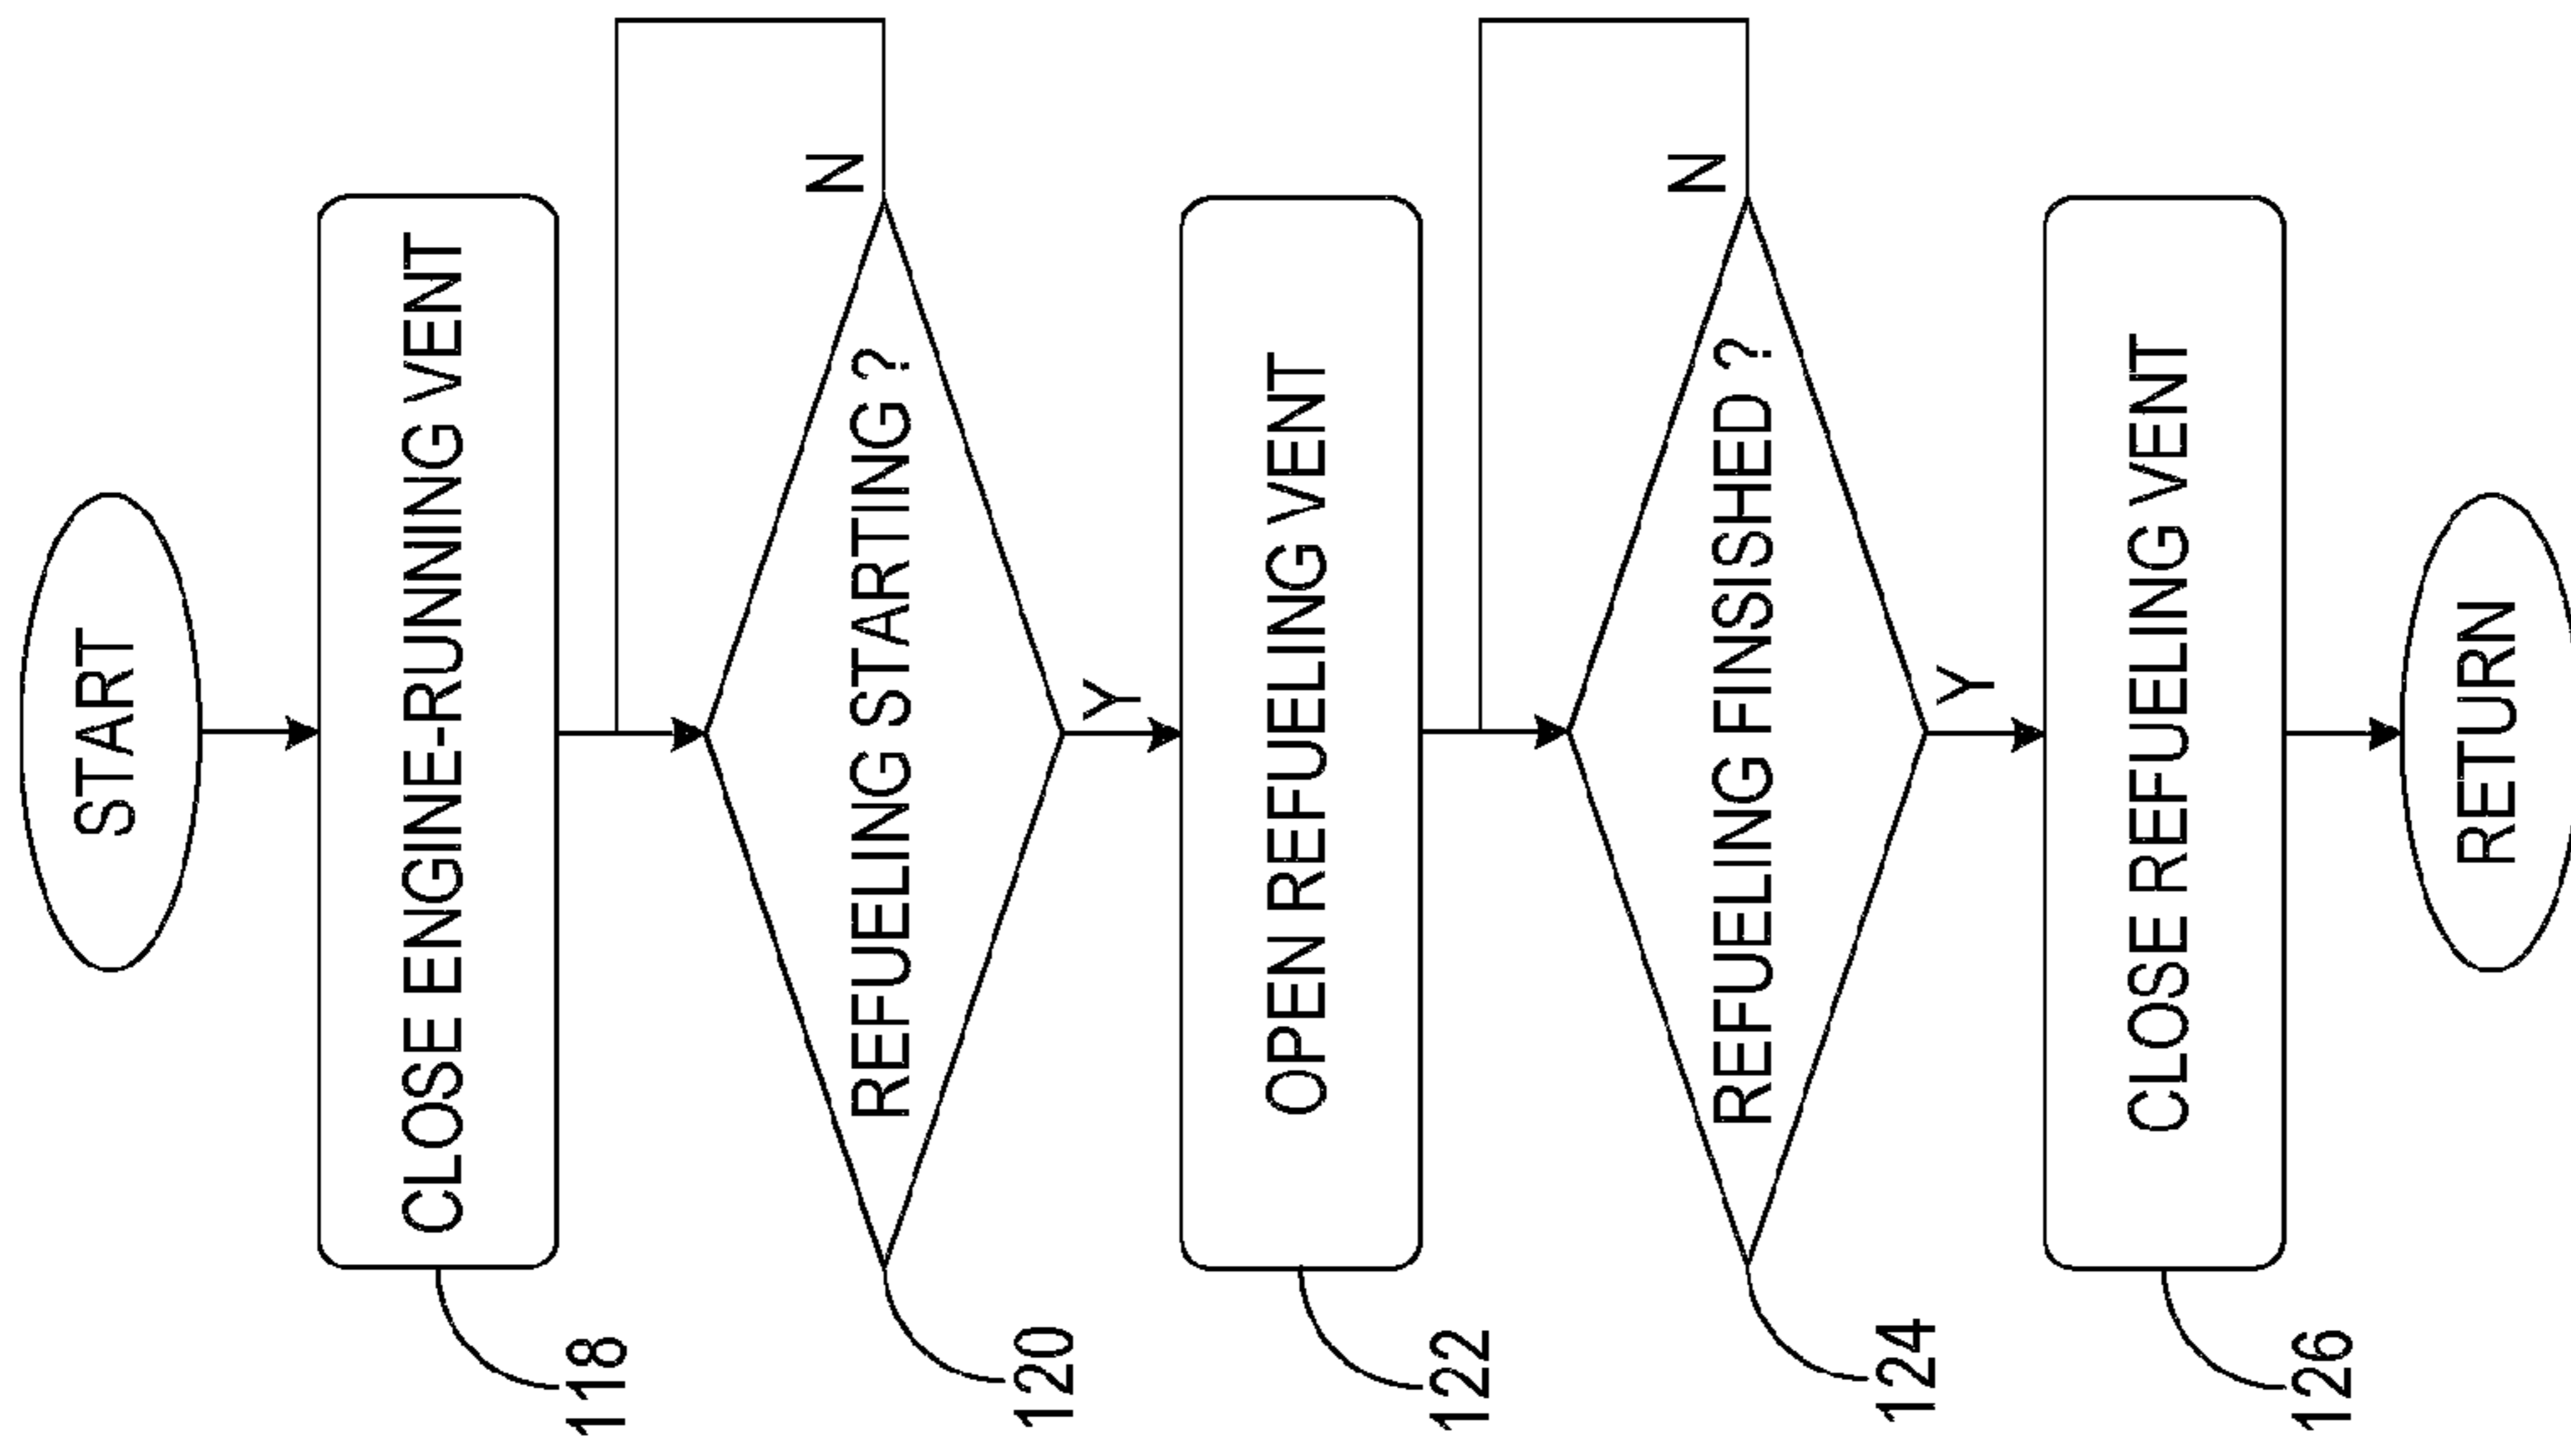 START
CLOSE ENGINE-RUNNING VENT
118
REFUELING STARTING ?
N
120
Y
OPEN REFUELING VENT
122
REFUELING FINSISHED ?
N
124
Y
CLOSE REFUELING VENT
126
RETURN